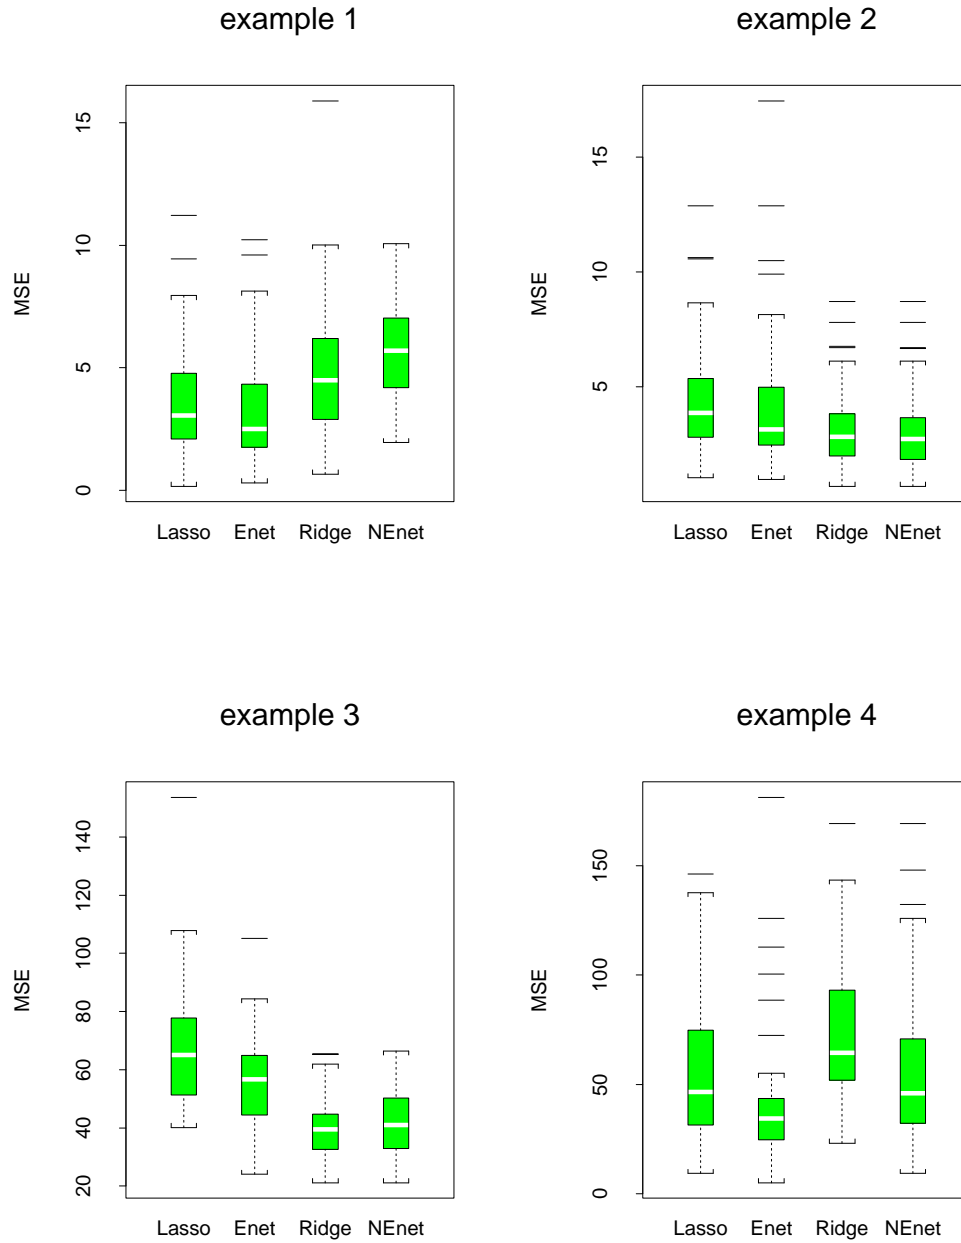 example 1
MSE
15
10
5
0
Lasso Enet Ridge NEnet
example 2
MSE
15
10
5
Lasso Enet Ridge NEnet
example 3
MSE
140
120
100
80
60
40
20
Lasso Enet Ridge NEnet
example 4
MSE
150
100
50
0
Lasso Enet Ridge NEnet